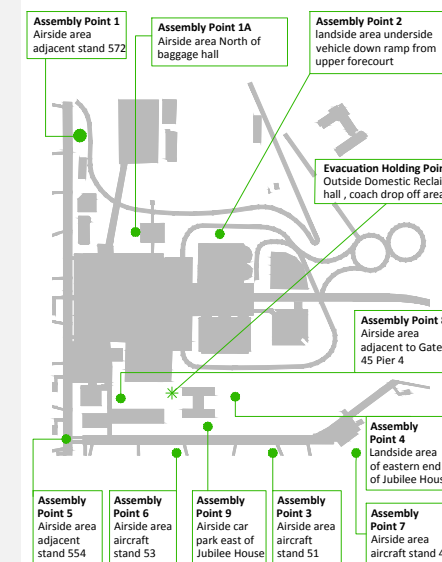 Assembly Point 1
Airside area
adjacent stand 572
Assembly Point 1A
Airside area North of
baggage hall
Assembly Point 2
landside area underside
vehicle down ramp from
upper forecourt
Evacuation Holding Poin
Outside Domestic Reclai
hall , coach drop off area
Assembly Point 8
Airside area
adjacent to Gate
45 Pier 4
Assembly
Point 4
Landside area
of eastern end
of Jubilee Hous
Assembly
Point 5
Airside area
adjacent
stand 554
Assembly
Point 6
Airside area
aircraft
stand 53
Assembly
Point 9
Airside car
park east of
Jubilee House
Assembly
Point 3
Airside area
aircraft
stand 51
Assembly
Point 7
Airside area
aircraft stand 4